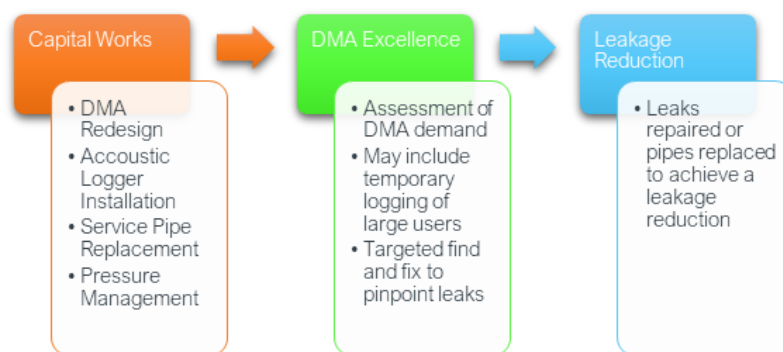 Capital Works
• DMA
Redesign
• Accoustic
Logger
Installation
• Service Pipe
Replacement
• Pressure
Management
DMA Excellence
• Assessment of
DMA demand
• May include
temporary
logging of
large users
• Targeted find
and fix to
pinpoint leaks
Leakage
Reduction
• Leaks
repaired or
pipes replaced
to achieve a
leakage
reduction